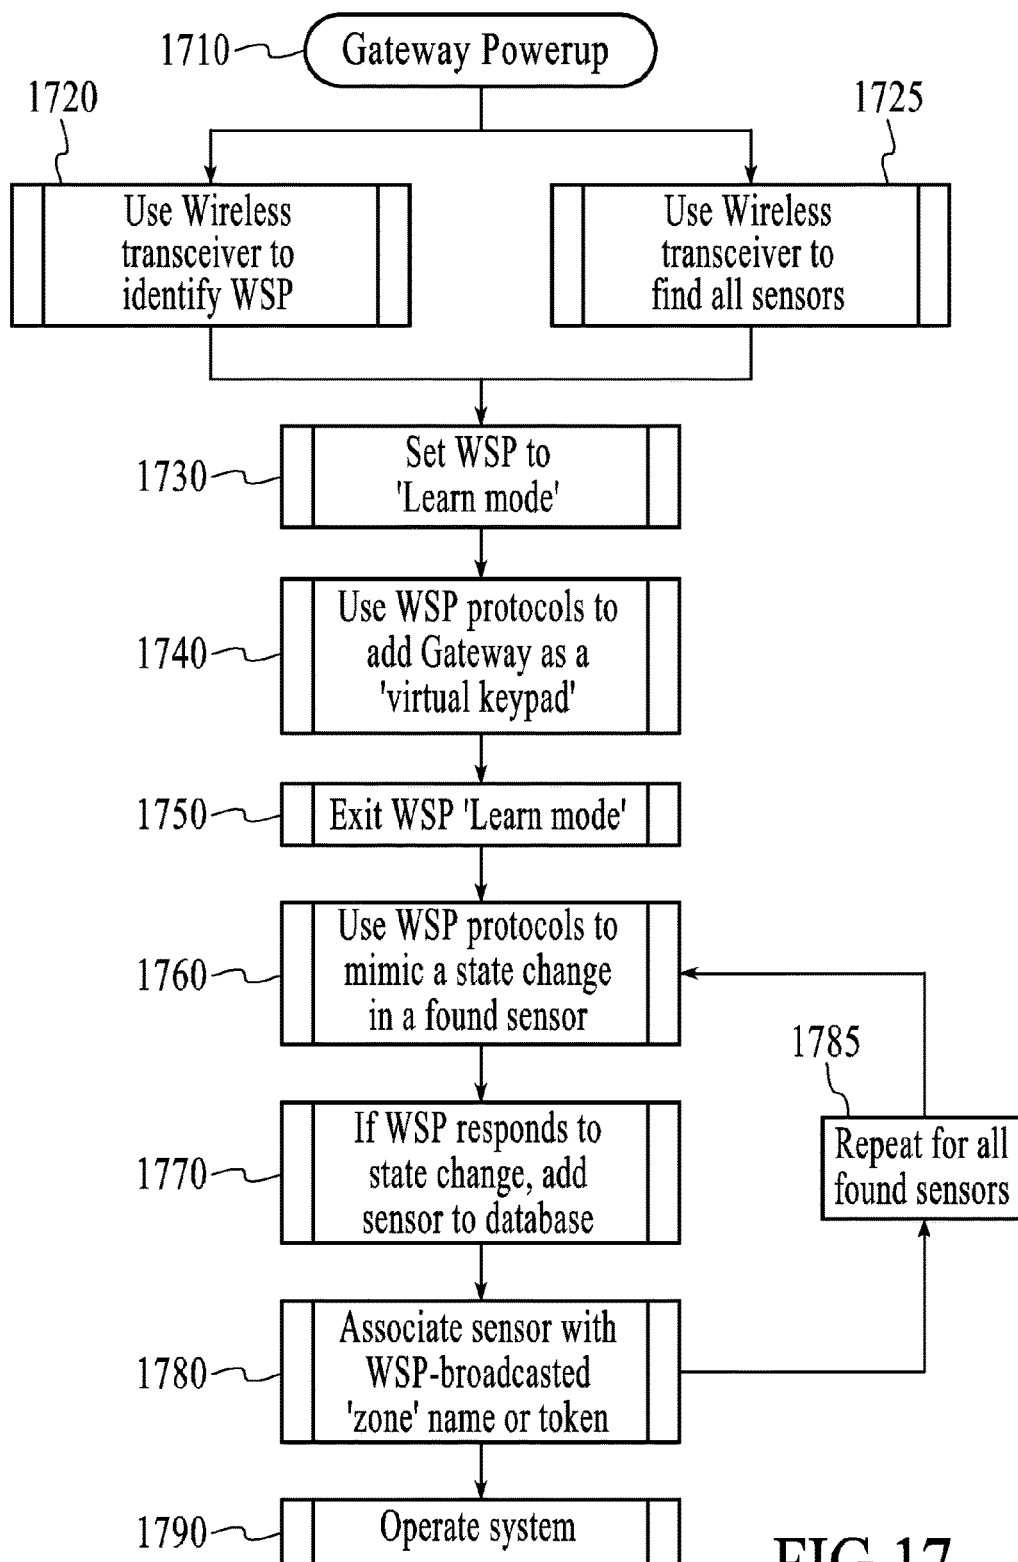 1710
Gateway Powerup
1720
1725
Use Wireless
transceiver to
identify WSP
Use Wireless
transceiver to
find all sensors
1730
Set WSP to
'Learn mode'
1740
Use WSP protocols to
add Gateway as a
'virtual keypad'
1750
Exit WSP 'Learn mode'
1760
Use WSP protocols to
mimic a state change
in a found sensor
1785
Repeat for all
found sensors
1770
If WSP responds to
state change, add
sensor to database
1780
Associate sensor with
WSP-broadcasted
'zone' name or token
1790
Operate system
FIG.17